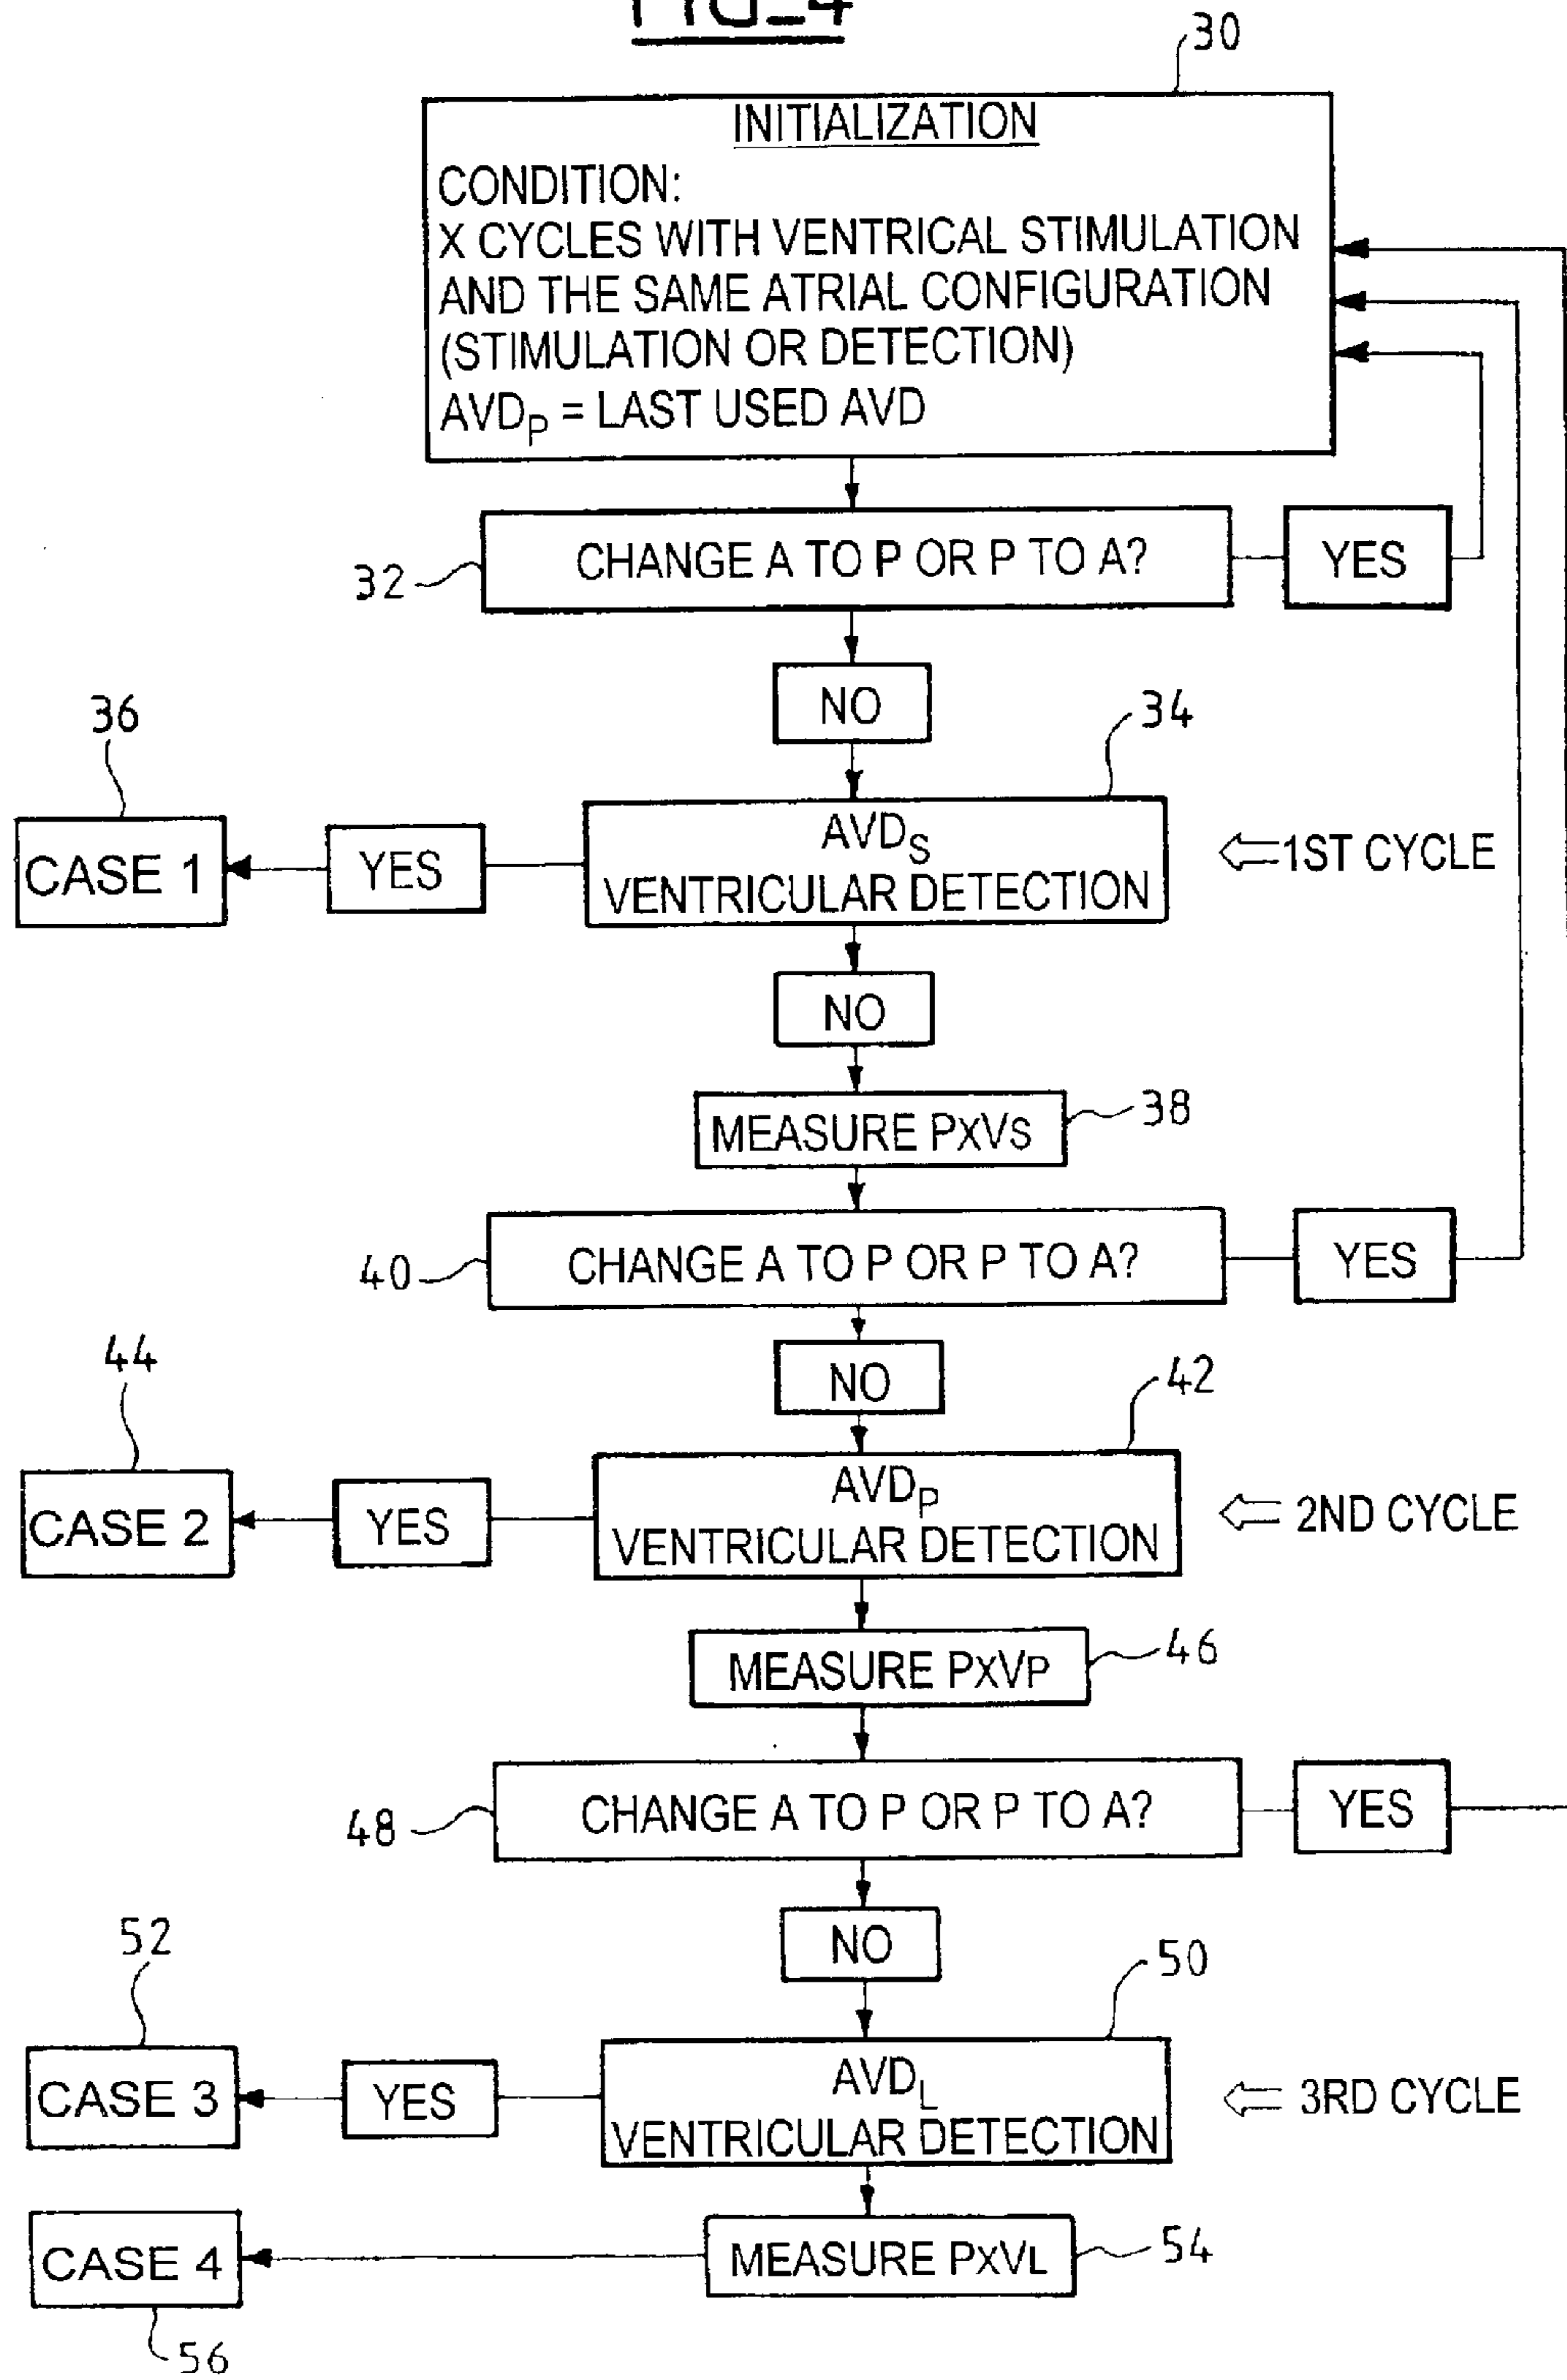 FIG_4
30
INITIALIZATION
CONDITION:
X CYCLES WITH VENTRICAL STIMULATION
AND THE SAME ATRIAL CONFIGURATION
(STIMULATION OR DETECTION)
AVDP = LAST USED AVD
32
CHANGE A TO P OR P TO A?
YES
NO
36
34
CASE 1
YES
AVDS
VENTRICULAR DETECTION
1ST CYCLE
NO
MEASURE PXVS
38
40
CHANGE A TO P OR P TO A?
YES
NO
44
42
CASE 2
YES
AVDP
VENTRICULAR DETECTION
2ND CYCLE
MEASURE PXVP
46
48
CHANGE A TO P OR P TO A?
YES
NO
52
50
CASE 3
YES
AVDL
VENTRICULAR DETECTION
3RD CYCLE
CASE 4
MEASURE PXVL
54
56